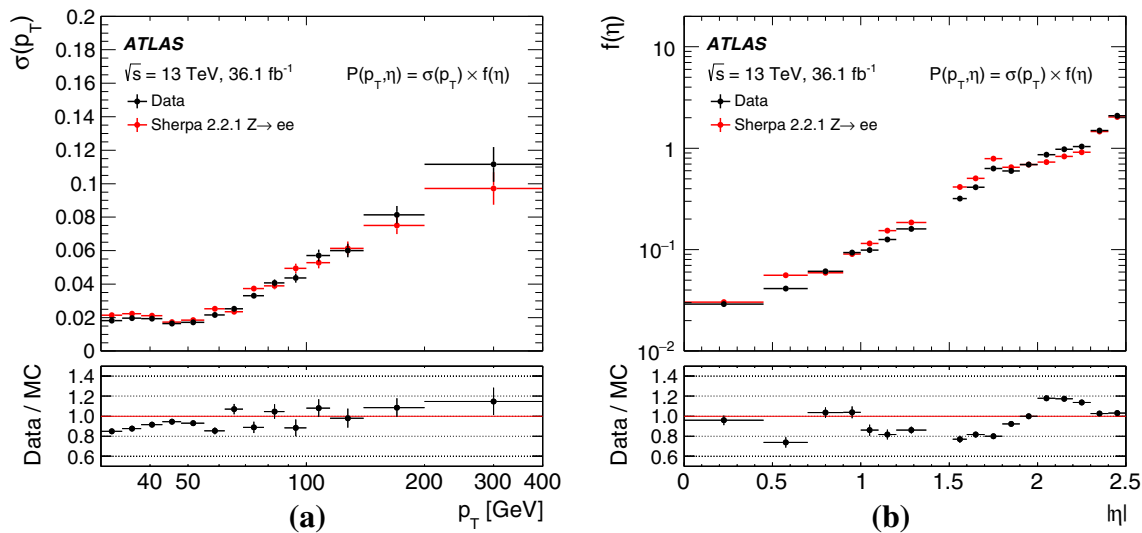 σ(p_T)
0.2
0.18
0.16
0.14
0.12
0.1
0.08
0.06
0.04
0.02
0
ATLAS
√s = 13 TeV, 36.1 fb⁻¹
P(p_T,η) = σ(p_T) × f(η)
Data
Sherpa 2.2.1 Z→ ee
Data / MC
1.4
1.2
1.0
0.8
0.6
40 50 100 200 300 400
p_T [GeV]
(a)
f(η)
10
1
10⁻¹
10⁻²
ATLAS
√s = 13 TeV, 36.1 fb⁻¹
P(p_T,η) = σ(p_T) × f(η)
Data
Sherpa 2.2.1 Z→ ee
Data / MC
1.4
1.2
1.0
0.8
0.6
0 0.5 1 1.5 2 2.5
|η|
(b)